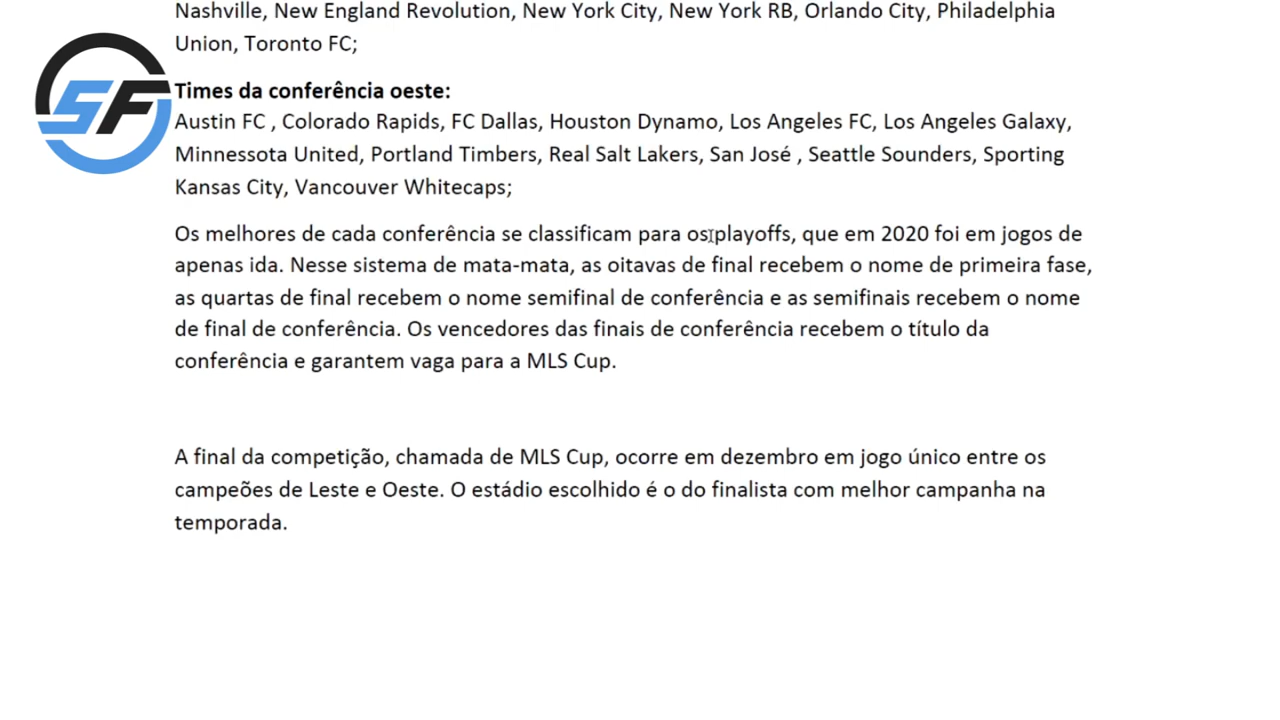 Nashville, New England Revolution, New York City, New York RB, Orlando City, Philadelphia
Union, Toronto FC;
SF
Times da conferência oeste:
Austin FC , Colorado Rapids, FC Dallas, Houston Dynamo, Los Angeles FC, Los Angeles Galaxy,
Minnessota United, Portland Timbers, Real Salt Lakers, San José , Seattle Sounders, Sporting
Kansas City, Vancouver Whitecaps;
Os melhores de cada conferência se classificam para os playoffs, que em 2020 foi em jogos de
apenas ida. Nesse sistema de mata-mata, as oitavas de final recebem o nome de primeira fase,
as quartas de final recebem o nome semifinal de conferência e as semifinais recebem o nome
de final de conferência. Os vencedores das finais de conferência recebem o título da
conferência e garantem vaga para a MLS Cup.
A final da competição, chamada de MLS Cup, ocorre em dezembro em jogo único entre os
campeões de Leste e Oeste. O estádio escolhido é o do finalista com melhor campanha na
temporada.